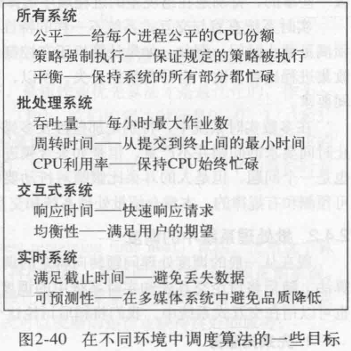 所有系统
公平——给每个进程公平的CPU份额
策略强制执行——保证规定的策略被执行
平衡——保持系统的所有部分都忙碌
批处理系统
吞吐量——每小时最大作业数
周转时间——从提交到终止间的最小时间
CPU利用率——保持CPU始终忙碌
交互式系统
响应时间——快速响应请求
均衡性——满足用户的期望
实时系统
满足截止时间——避免丢失数据
可预测性——在多媒体系统中避免品质降低
图2-40 在不同环境中调度算法的一些目标